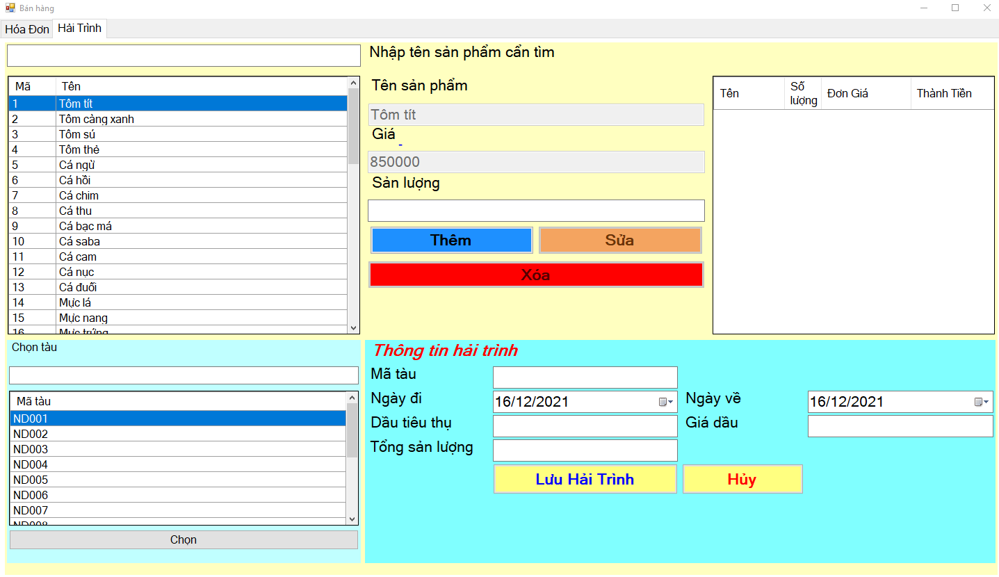 Bán hàng
Hóa Đơn
Hải Trình
Nhập tên sản phẩm cẩn tìm
Mã Tên
1 Tôm tít
2 Tôm càng xanh
3 Tôm sú
4 Tôm thẻ
5 Cá ngừ
6 Cá hồi
7 Cá chim
8 Cá thu
9 Cá bạc má
10 Cá saba
11 Cá cam
12 Cá nục
13 Cá đuối
14 Mực lá
15 Mực nang
16 Mực trứng
Tên sản phẩm
Tôm tít
Giá
-
850000
Sản lượng
Thêm
Sửa
Xóa
Tên Số lượng Đơn Giá Thành Tiền
Chọn tàu
Mã tàu
ND001
ND002
ND003
ND004
ND005
ND006
ND007
ND008
Chọn
Thông tin hải trình
Mã tàu
Ngày đi 16/12/2021 Ngày về 16/12/2021
Dầu tiêu thụ Giá dầu
Tổng sản lượng
Lưu Hải Trình
Hủy